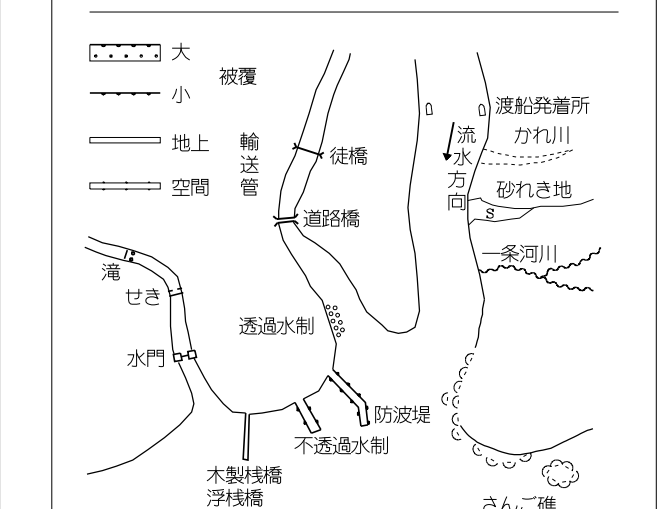 大
被覆
小
地上
輸送管
空間
徒橋
道路橋
渡船発着所
流水方向
かれ川
砂れき地
s
一条河川
滝
せき
水門
透過水制
防波堤
不透過水制
木製桟橋
浮桟橋
さんご礁